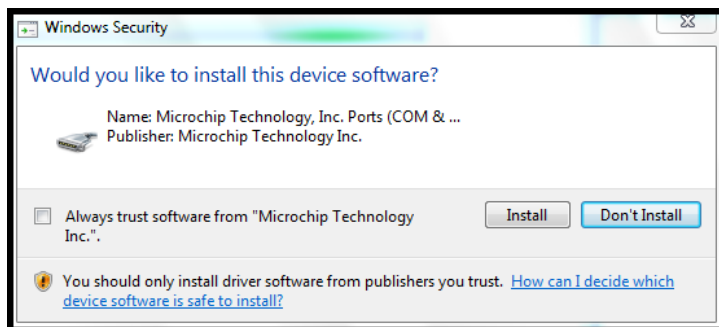 Windows Security
Would you like to install this device software?
Name: Microchip Technology, Inc. Ports (COM & ...
Publisher: Microchip Technology Inc.
Always trust software from "Microchip Technology
Inc.".
Install
Don't Install
You should only install driver software from publishers you trust. How can I decide which
device software is safe to install?